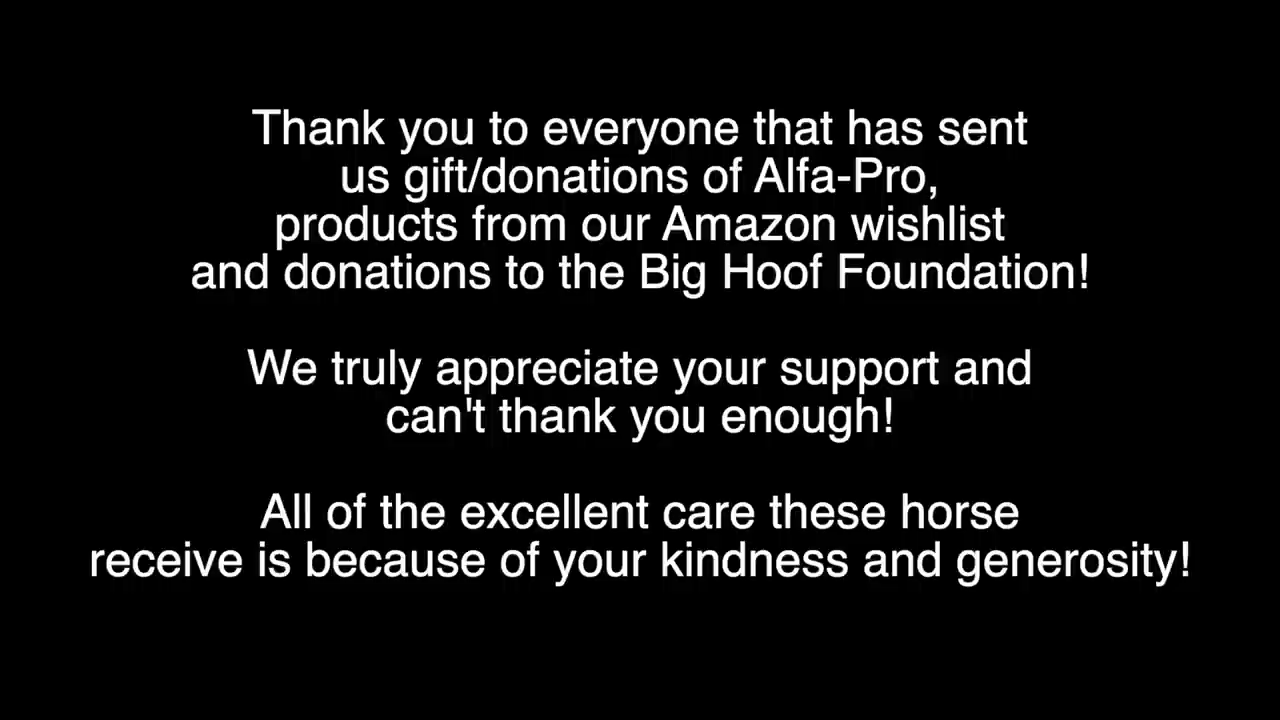 Thank you to everyone that has sent
us gift/donations of Alfa-Pro,
products from our Amazon wishlist
and donations to the Big Hoof Foundation!
We truly appreciate your support and
can't thank you enough!
All of the excellent care these horse
receive is because of your kindness and generosity!